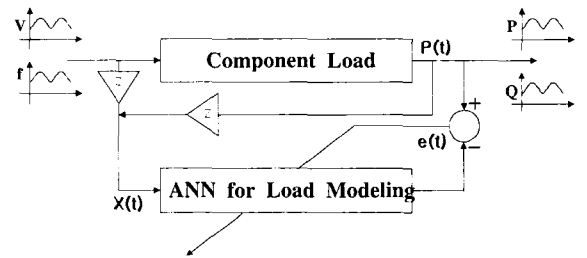 V
f
Z
Component Load
P(t)
P
Q
Z
+
e(t)
−
X(t)
ANN for Load Modeling